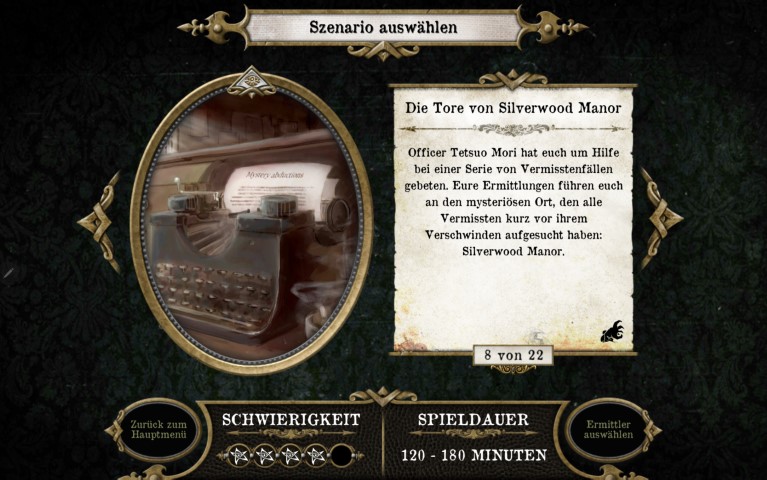 Szenario auswählen
Mystery abductions
Die Tore von Silverwood Manor
Officer Tetsuo Mori hat euch um Hilfe
bei einer Serie von Vermisstenfällen
gebeten. Eure Ermittlungen führen euch
an den mysteriösen Ort, den alle
Vermissten kurz vor ihrem
Verschwinden aufgesucht haben:
Silverwood Manor.
8 von 22
Zurück zum
Hauptmenü
SCHWIERIGKEIT
SPIELDAUER
120 - 180 MINUTEN
Ermittler
auswählen